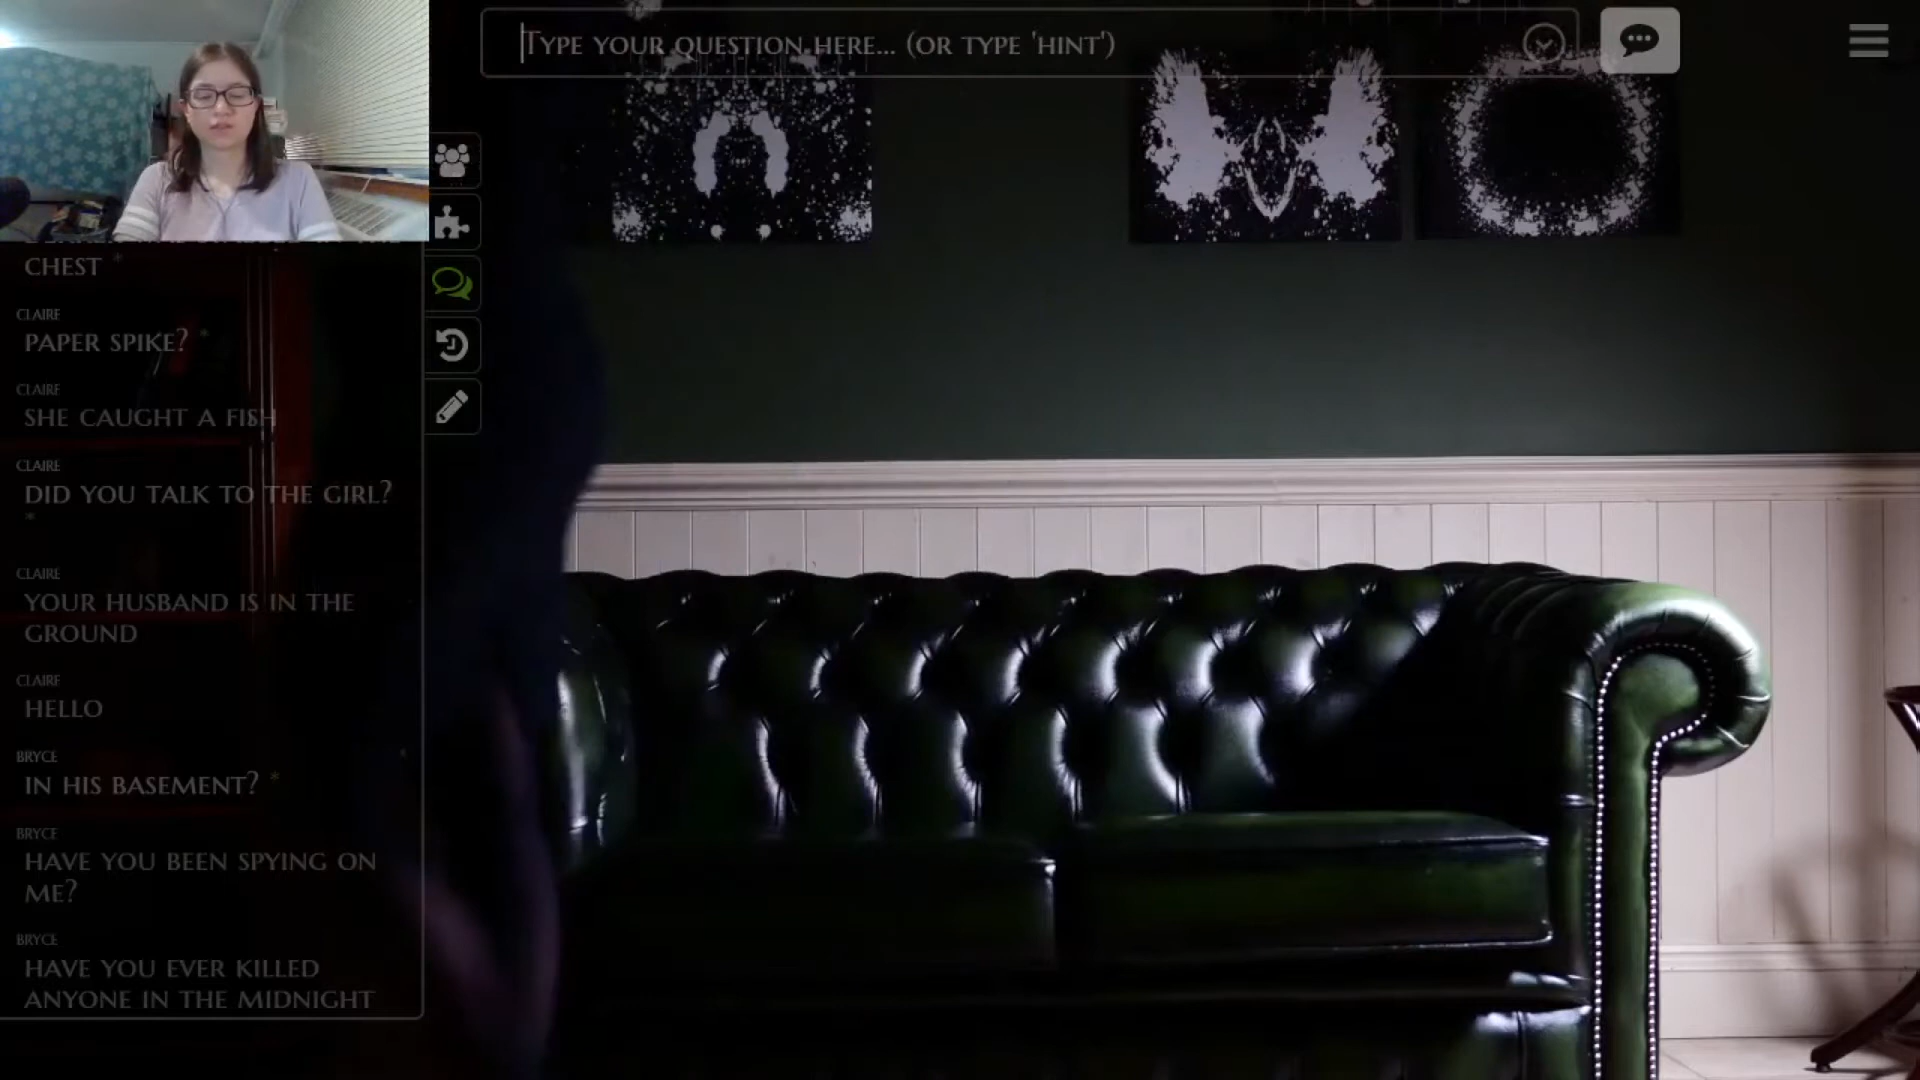 Type your question here... (or type 'hint')
CHEST *
CLAIRE
PAPER SPIKE? *
CLAIRE
SHE CAUGHT A FISH
CLAIRE
DID YOU TALK TO THE GIRL?
*
CLAIRE
YOUR HUSBAND IS IN THE
GROUND
CLAIRE
HELLO
BRYCE
IN HIS BASEMENT? *
BRYCE
HAVE YOU BEEN SPYING ON
ME?
BRYCE
HAVE YOU EVER KILLED
ANYONE IN THE MIDNIGHT